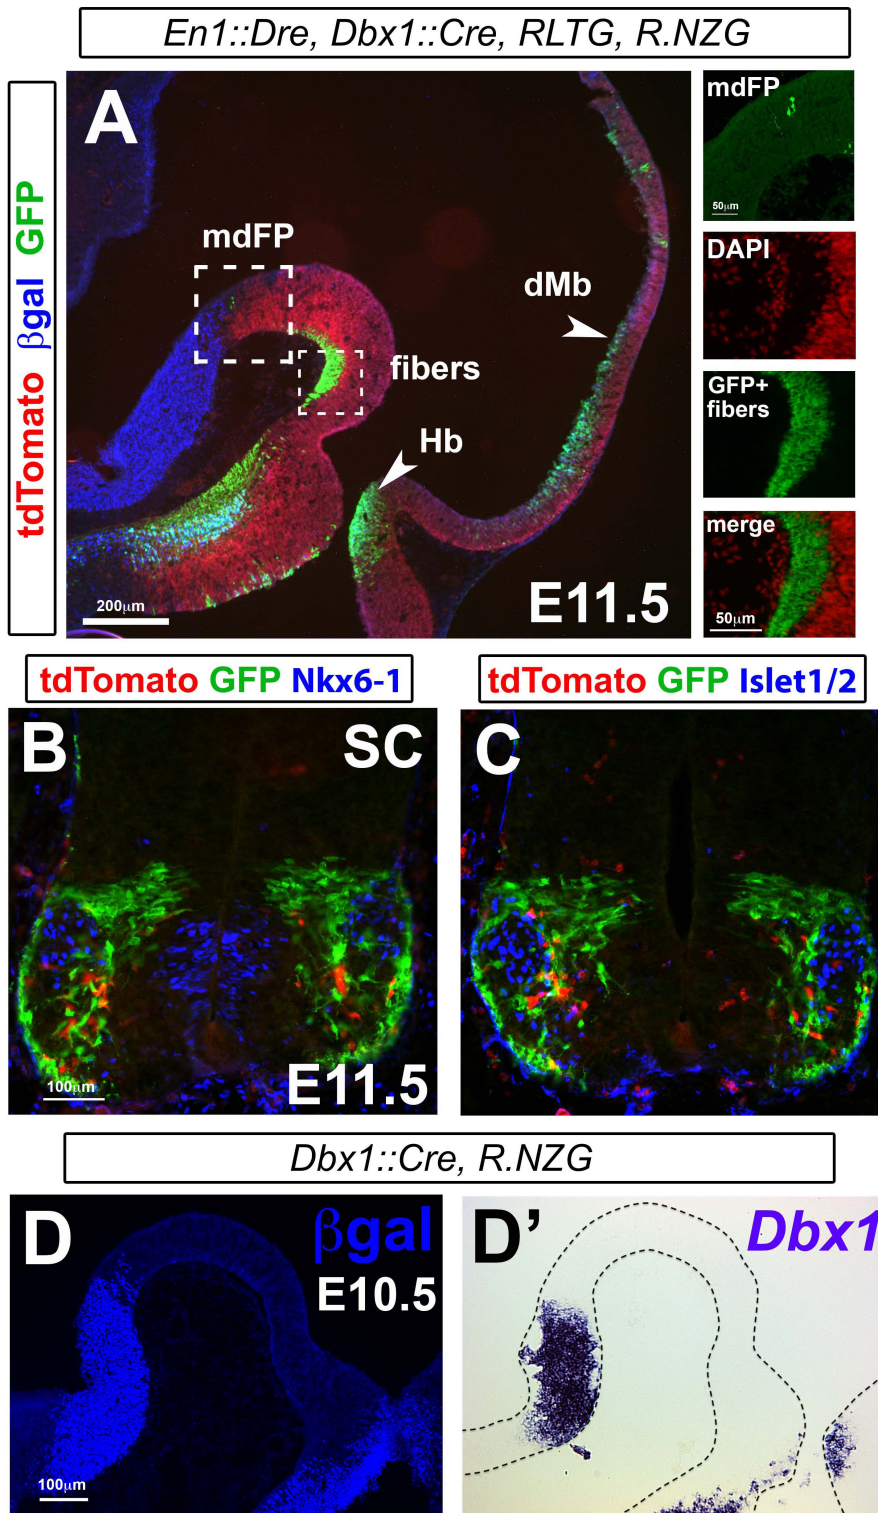 En1::Dre, Dbx1::Cre, RLTG, R.NZG
tdTomato βgal GFP
A
mdFP
fibers
dMb
Hb
200µm
E11.5
mdFP
50µm
DAPI
GFP+
fibers
merge
50µm
tdTomato GFP Nkx6-1
B
SC
100µm
E11.5
tdTomato GFP Islet1/2
C
Dbx1::Cre, R.NZG
D
βgal
E10.5
100µm
D’
Dbx1